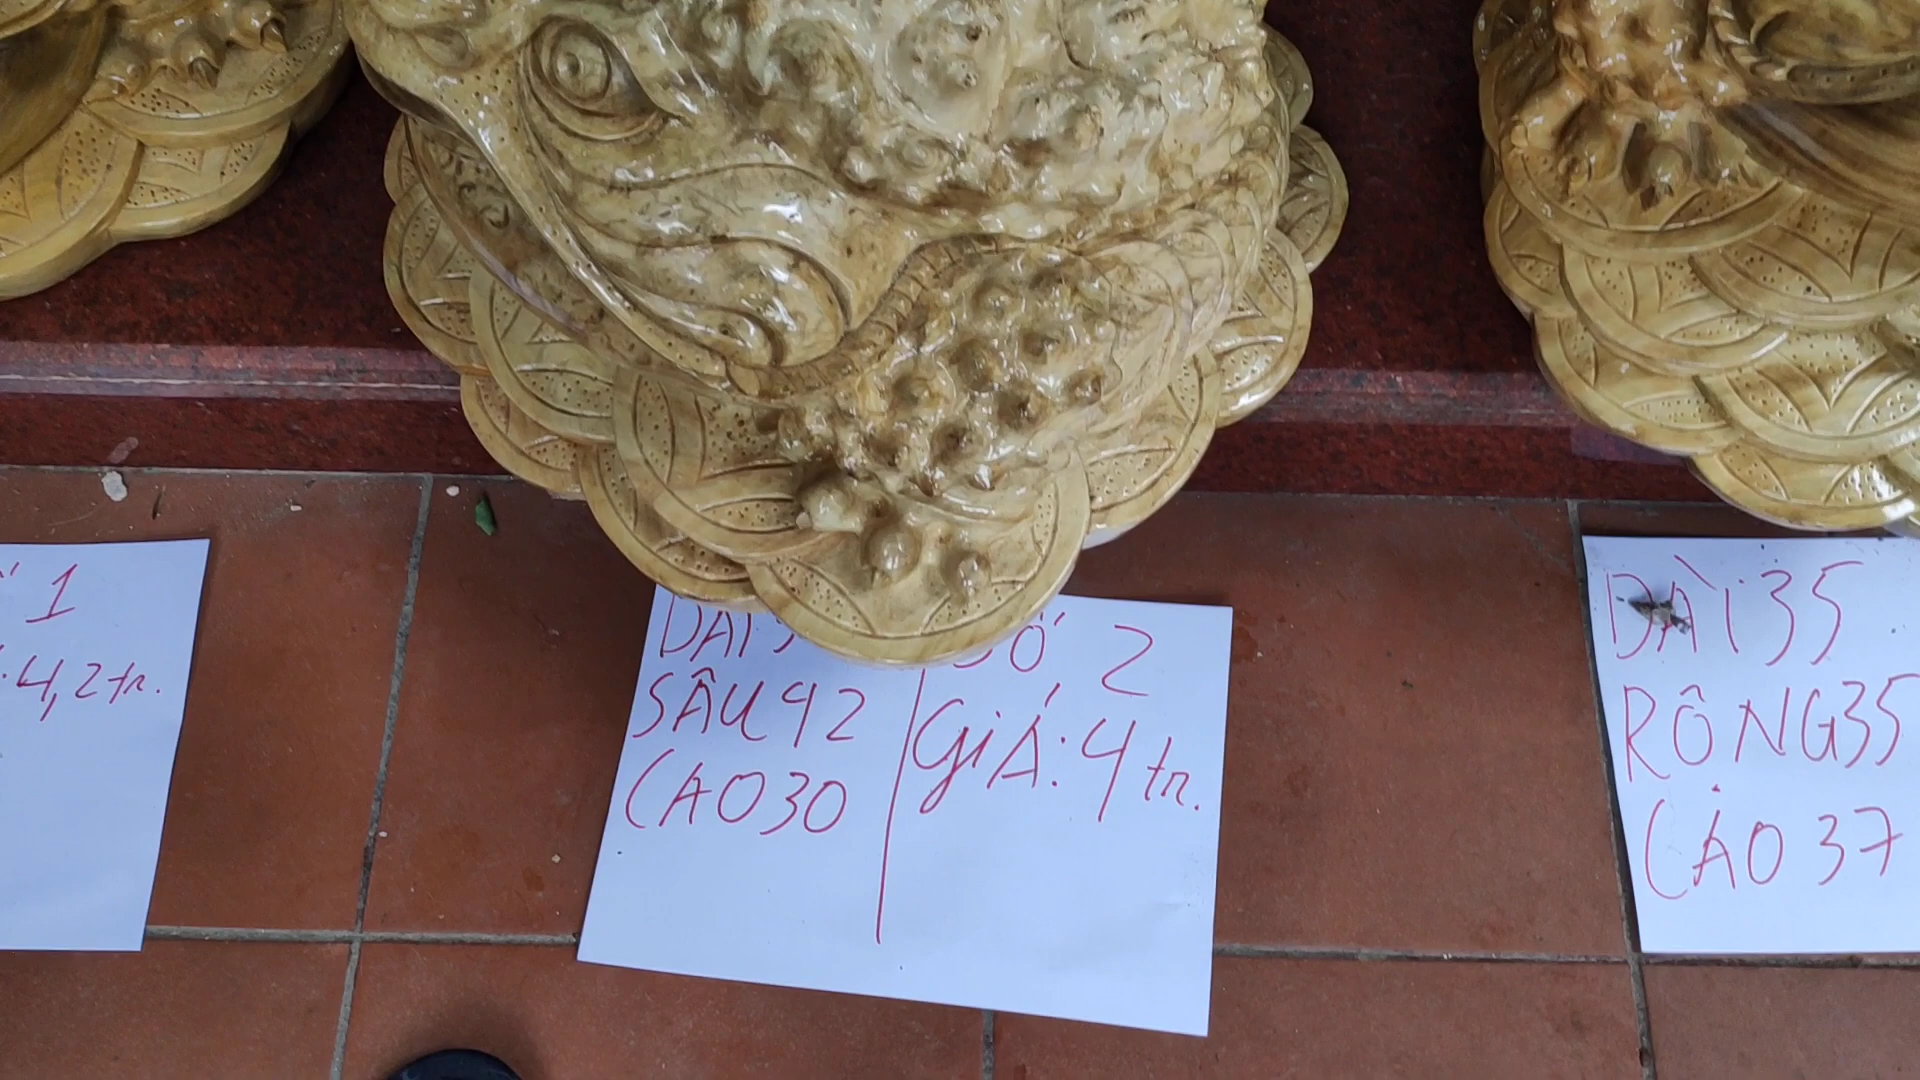 1
4,2tr.
DÀI
SÂU 42
CAO 30
SỐ 2
GIÁ: 4 tr.
DÀI 35
RỘNG 35
CAO 37